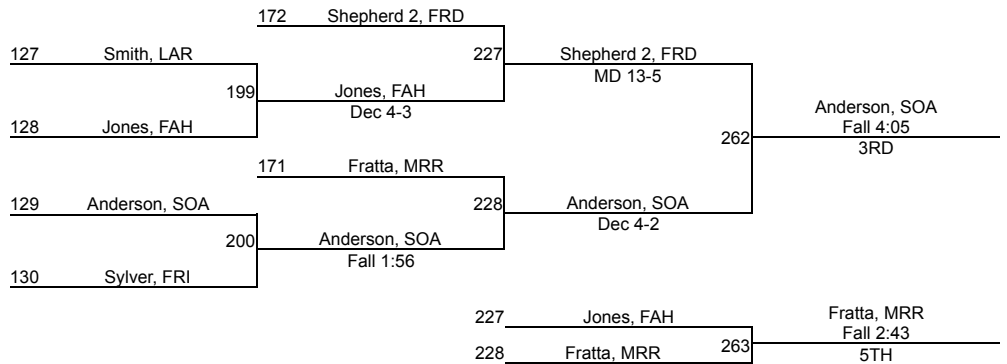 172 Shepherd 2, FRD
127 Smith, LAR
227 Shepherd 2, FRD
MD 13-5
199 Jones, FAH
Dec 4-3
128 Jones, FAH
262 Anderson, SOA
Fall 4:05
3RD
171 Fratta, MRR
129 Anderson, SOA
228 Anderson, SOA
Dec 4-2
200 Anderson, SOA
Fall 1:56
130 Sylver, FRI
227 Jones, FAH
228 Fratta, MRR
263 Fratta, MRR
Fall 2:43
5TH